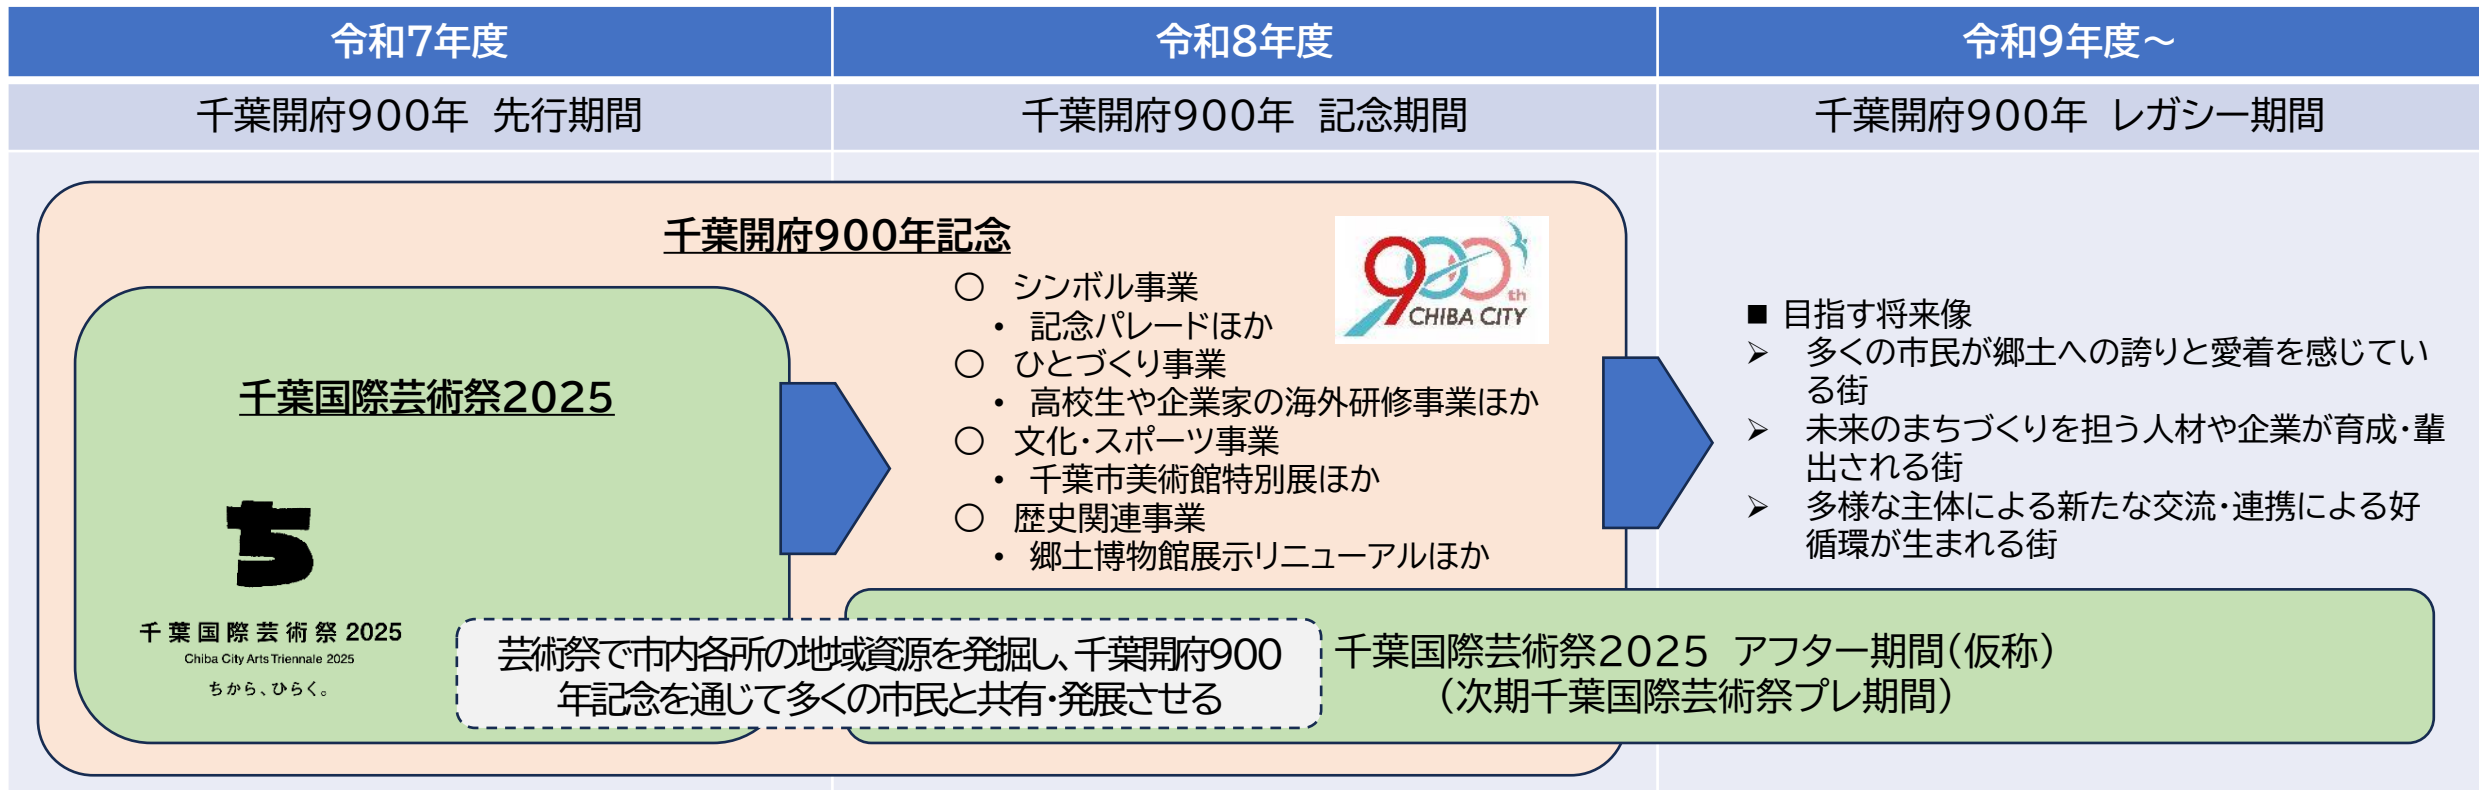 令和7年度
令和8年度
令和9年度～
千葉開府900年 先行期間
千葉開府900年 記念期間
千葉開府900年 レガシー期間
千葉開府900年記念
900th
CHIBA CITY
○ シンボル事業
・ 記念パレードほか
○ ひとづくり事業
・ 高校生や企業家の海外研修事業ほか
○ 文化・スポーツ事業
・ 千葉市美術館特別展ほか
○ 歴史関連事業
・ 郷土博物館展示リニューアルほか
千葉国際芸術祭2025
ち
千葉国際芸術祭 2025
Chiba City Arts Triennale 2025
ちから、ひらく。
芸術祭で市内各所の地域資源を発掘し、千葉開府900
年記念を通じて多くの市民と共有・発展させる
千葉国際芸術祭2025 アフター期間（仮称）
（次期千葉国際芸術祭プレ期間）
■ 目指す将来像
➢ 多くの市民が郷土への誇りと愛着を感じてい
る街
➢ 未来のまちづくりを担う人材や企業が育成・輩
出される街
➢ 多様な主体による新たな交流・連携による好
循環が生まれる街